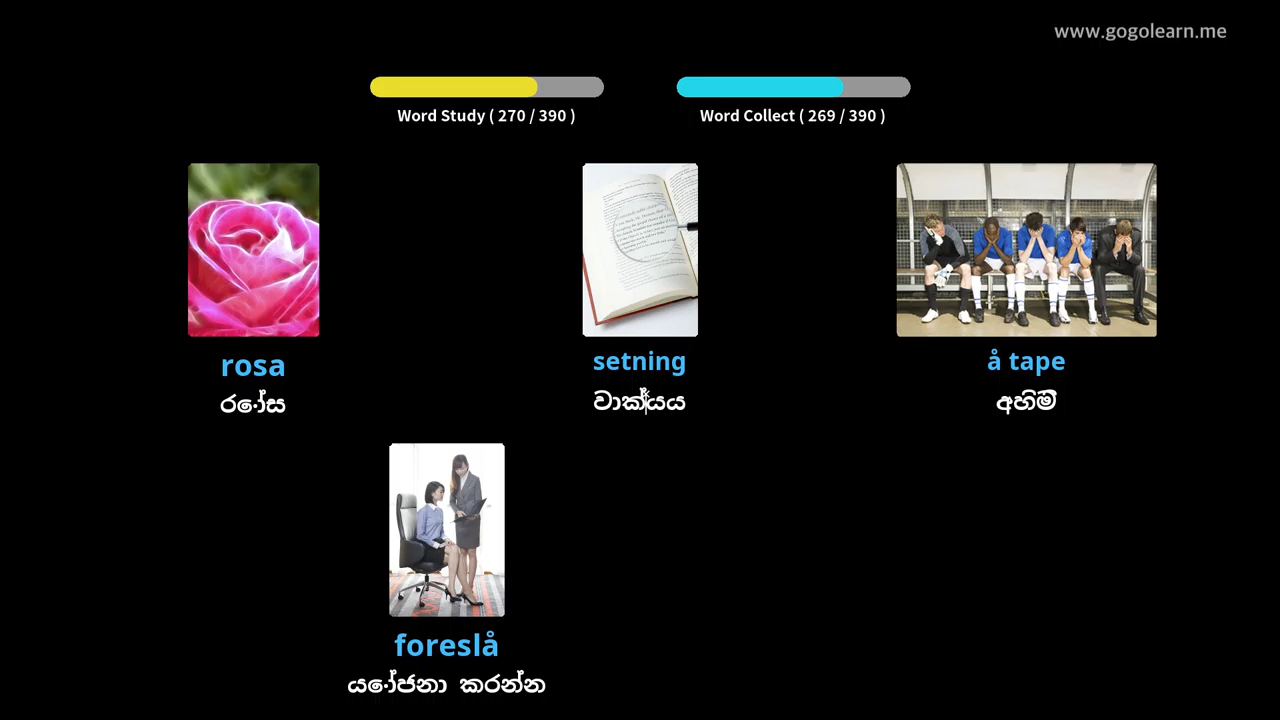 www.gogolearn.me
Word Study ( 270 / 390 )
Word Collect ( 269 / 390 )
rosa
රෝස
setning
වාක්‍යය
å tape
අහිමි
foreslå
යෝජනා කරන්න